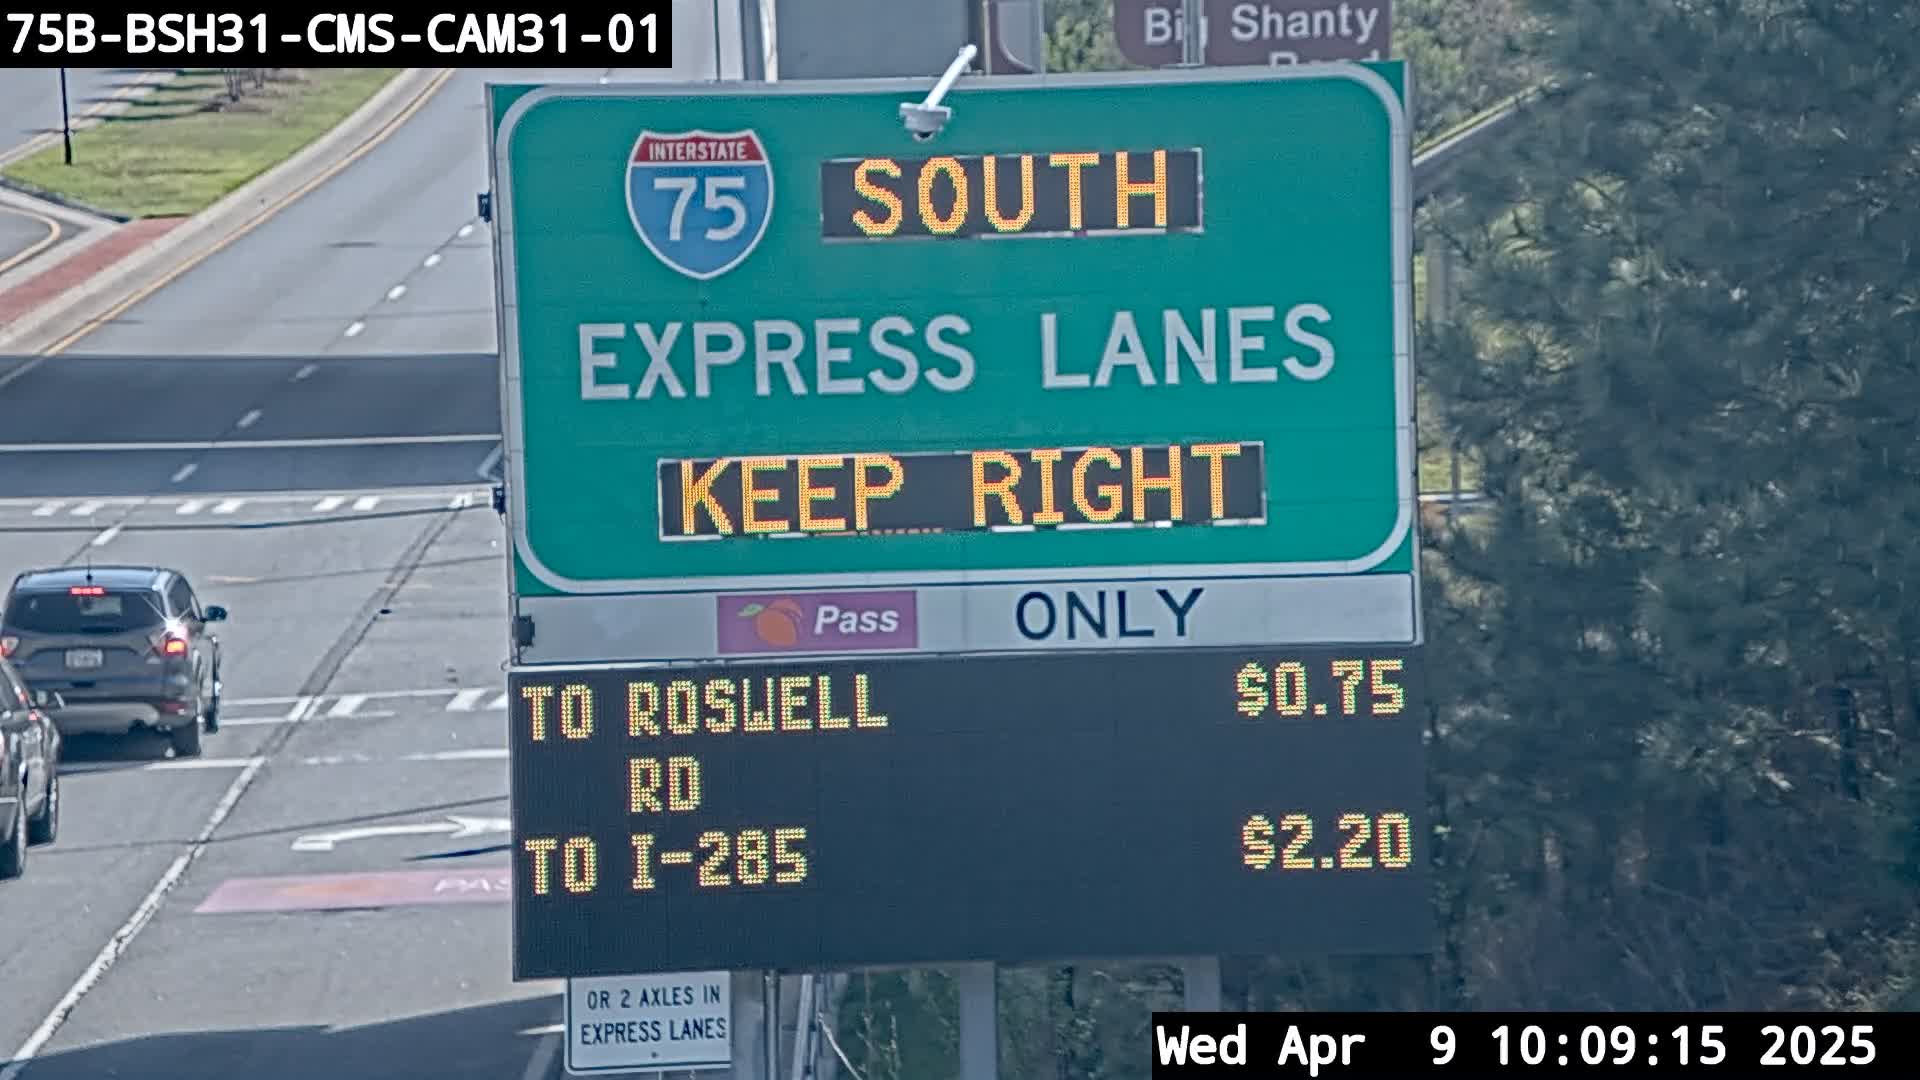 75B-BSH31-CMS-CAM31-01
Big Shanty
INTERSTATE
75
SOUTH
EXPRESS LANES
KEEP RIGHT
Pass ONLY
TO ROSWELL $0.75
RD
TO I-285 $2.20
OR 2 AXLES IN
EXPRESS LANES
Wed Apr 9 10:09:15 2025